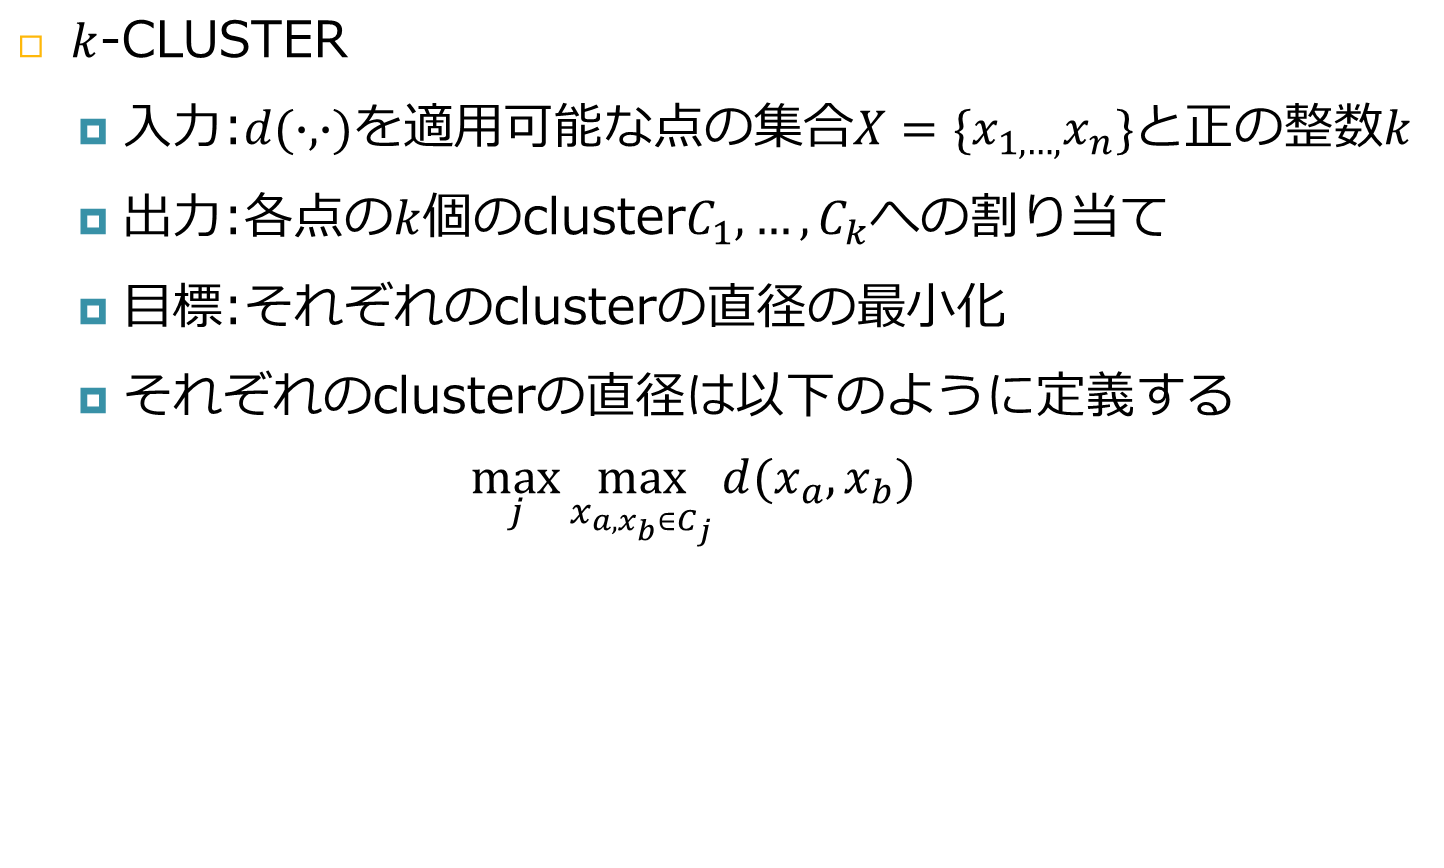 k-CLUSTER
入力:d(·,·)を適用可能な点の集合X = {x₁,…,xₙ}と正の整数k
出力:各点のk個のclusterC₁, … , Cₖへの割り当て
目標:それぞれのclusterの直径の最小化
それぞれのclusterの直径は以下のように定義する
max max d(xₐ, x_b)
j xₐ,x_b∈C_j